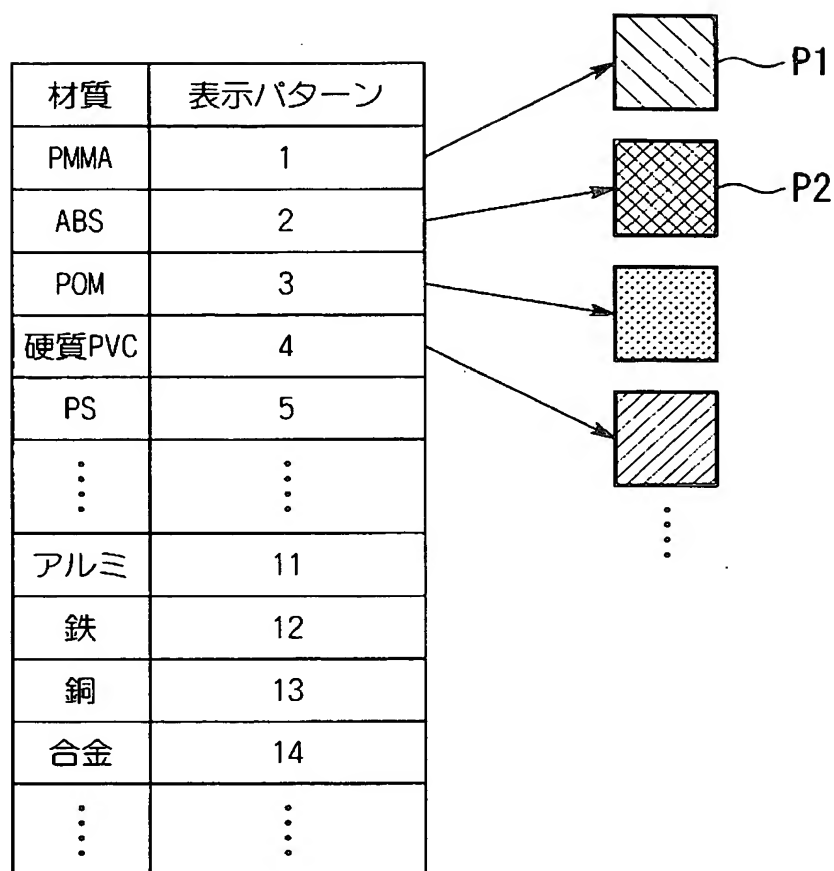 材質 表示パターン
PMMA 1
ABS 2
POM 3
硬質PVC 4
PS 5
アルミ 11
鉄 12
銅 13
合金 14
P1
P2